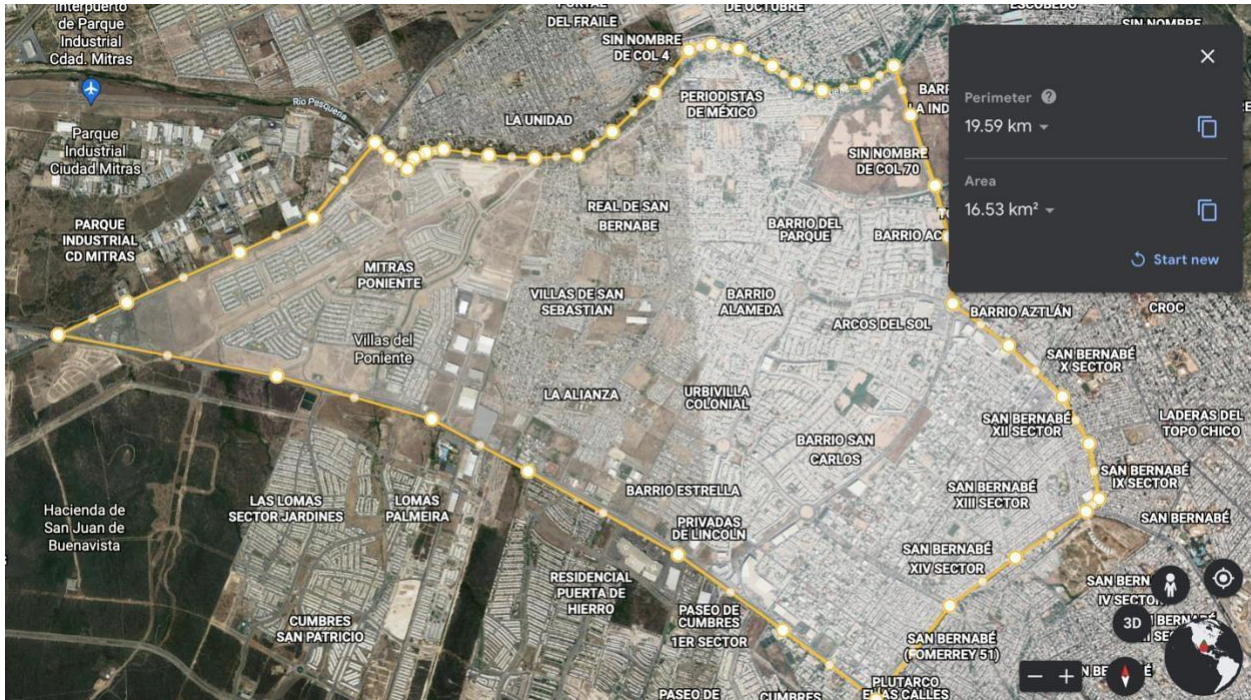 Interpuerto
de Parque
Industrial
Cdad. Mitras
DEL FRAILE
DE OCTUBRE
ESCOBEDO
SIN NOMBRE
SIN NOMBRE
DE COL 4
Río Pesquería
LA UNIDAD
PERIODISTAS
DE MÉXICO
Parque
Industrial
Ciudad Mitras
SIN NOMBRE
DE COL 70
PARQUE
INDUSTRIAL
CD MITRAS
REAL DE SAN
BERNABE
BARRIO DEL
PARQUE
BARRIO AC
MITRAS
PONIENTE
VILLAS DE SAN
SEBASTIAN
BARRIO
ALAMEDA
ARCOS DEL SOL
BARRIO AZTLÁN
CROC
Villas del
Poniente
SAN BERNABÉ
X SECTOR
LA ALIANZA
URBIVILLA
COLONIAL
SAN BERNABÉ
XII SECTOR
LADERAS DEL
TOPO CHICO
BARRIO SAN
CARLOS
SAN BERNABÉ
IX SECTOR
BARRIO ESTRELLA
SAN BERNABÉ
XIII SECTOR
LAS LOMAS
SECTOR JARDINES
LOMAS
PALMEIRA
Hacienda de
San Juan de
Buenavista
PRIVADAS
DE LINCOLN
SAN BERNABÉ
SAN BERNABÉ
XIV SECTOR
RESIDENCIAL
PUERTA DE
HIERRO
SAN BERN
IV SECTO
PASEO DE
CUMBRES
1ER SECTOR
CUMBRES
SAN PATRICIO
SAN BERNABÉ
(FOMERREY 51)
PLUTARCO
ELÍAS CALLES
PASEO DE
CUMBRES
Perimeter ?
19.59 km
Area
16.53 km²
Start new
3D